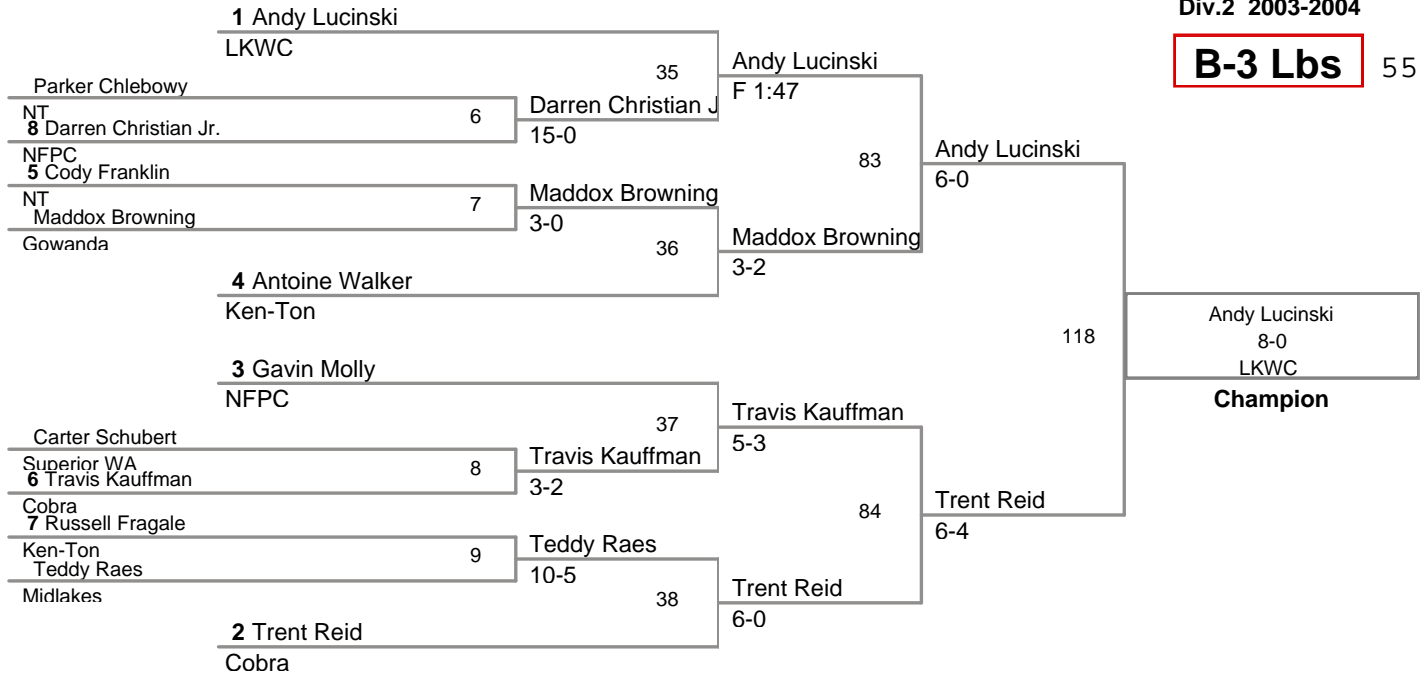 Div.2 2003-2004
B-3 Lbs 55
1 Andy Lucinski
LKWC
35
Andy Lucinski
F 1:47
Parker Chlebowy
NT
8 Darren Christian Jr.
NFPC
6
Darren Christian J
15-0
83
Andy Lucinski
6-0
5 Cody Franklin
NT
Maddox Browning
Gowanda
7
Maddox Browning
3-0
36
Maddox Browning
3-2
4 Antoine Walker
Ken-Ton
118
Andy Lucinski
8-0
LKWC
Champion
3 Gavin Molly
NFPC
37
Travis Kauffman
5-3
Carter Schubert
Superior WA
6 Travis Kauffman
Cobra
8
Travis Kauffman
3-2
84
Trent Reid
6-4
7 Russell Fragale
Ken-Ton
Teddy Raes
Midlakes
9
Teddy Raes
10-5
38
Trent Reid
6-0
2 Trent Reid
Cobra